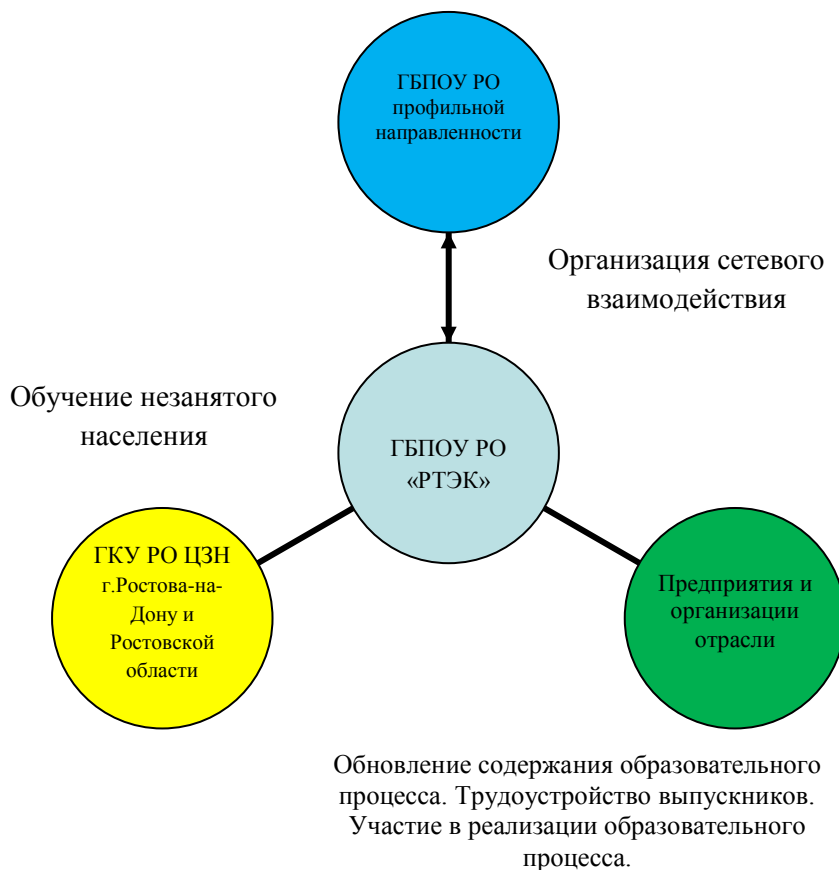 ГБПОУ РО
профильной
направленности
Организация сетевого
взаимодействия
Обучение незанятого
населения
ГБПОУ РО
«РТЭК»
ГКУ РО ЦЗН
г.Ростова-на-
Дону и
Ростовской
области
Предприятия и
организации
отрасли
Обновление содержания образовательного
процесса. Трудоустройство выпускников.
Участие в реализации образовательного
процесса.